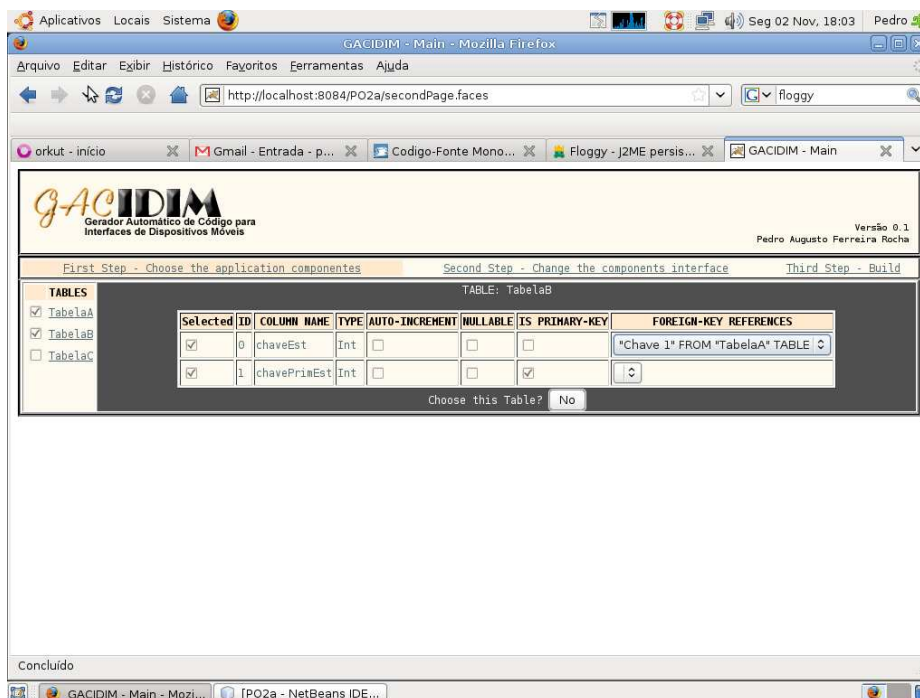 Aplicativos Locais Sistema Seg 02 Nov, 18:03 Pedro
GACIDIM - Main - Mozilla Firefox
Arquivo Editar Exibir Histórico Favoritos Ferramentas Ajuda
http://localhost:8084/PO2a/secondPage.faces floggy
orkut - início Gmail - Entrada - p... Codigo-Fonte Mono... Floggy - J2ME persis... GACIDIM - Main
GACIDIM
Gerador Automático de Código para
Interfaces de Dispositivos Móveis
Versão 0.1
Pedro Augusto Ferreira Rocha
First Step - Choose the application componentes Second Step - Change the components interface Third Step - Build
TABLES
TabelaA
TabelaB
TabelaC
TABLE: TabelaB
Selected ID COLUMN NAME TYPE AUTO-INCREMENT NULLABLE IS PRIMARY-KEY FOREIGN-KEY REFERENCES
0 chaveEst Int "Chave 1" FROM "TabelaA" TABLE
1 chavePrimEst Int
Choose this Table? No
Concluído
GACIDIM - Main - Mozi... [PO2a - NetBeans IDE...